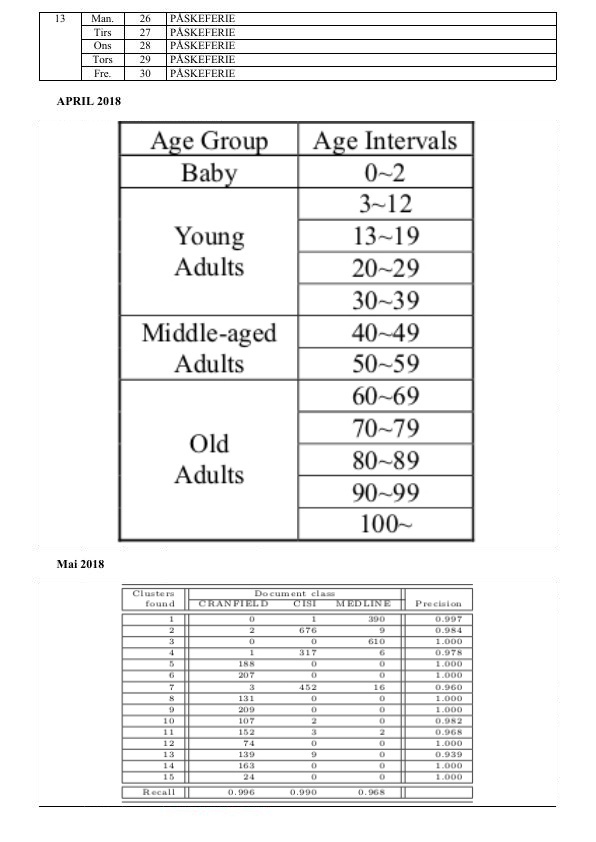 13 Man. 26 PÅSKEFERIE
Tirs 27 PÅSKEFERIE
Ons 28 PÅSKEFERIE
Tors 29 PÅSKEFERIE
Fre. 30 PÅSKEFERIE
APRIL 2018
Age Group Age Intervals
Baby 0~2
Young Adults 3~12
13~19
20~29
30~39
Middle-aged Adults 40~49
50~59
Old Adults 60~69
70~79
80~89
90~99
100~
Mai 2018
Clusters Document class
found CRANFIELD CISI MEDLINE Precision
1 0 1 390 0.997
2 2 676 9 0.984
3 0 0 610 1.000
4 1 317 6 0.978
5 188 0 0 1.000
6 207 0 0 1.000
7 3 452 16 0.960
8 131 0 0 1.000
9 209 0 0 1.000
10 107 2 0 0.982
11 152 3 2 0.968
12 74 0 0 1.000
13 139 9 0 0.939
14 163 0 0 1.000
15 24 0 0 1.000
Recall 0.996 0.990 0.968